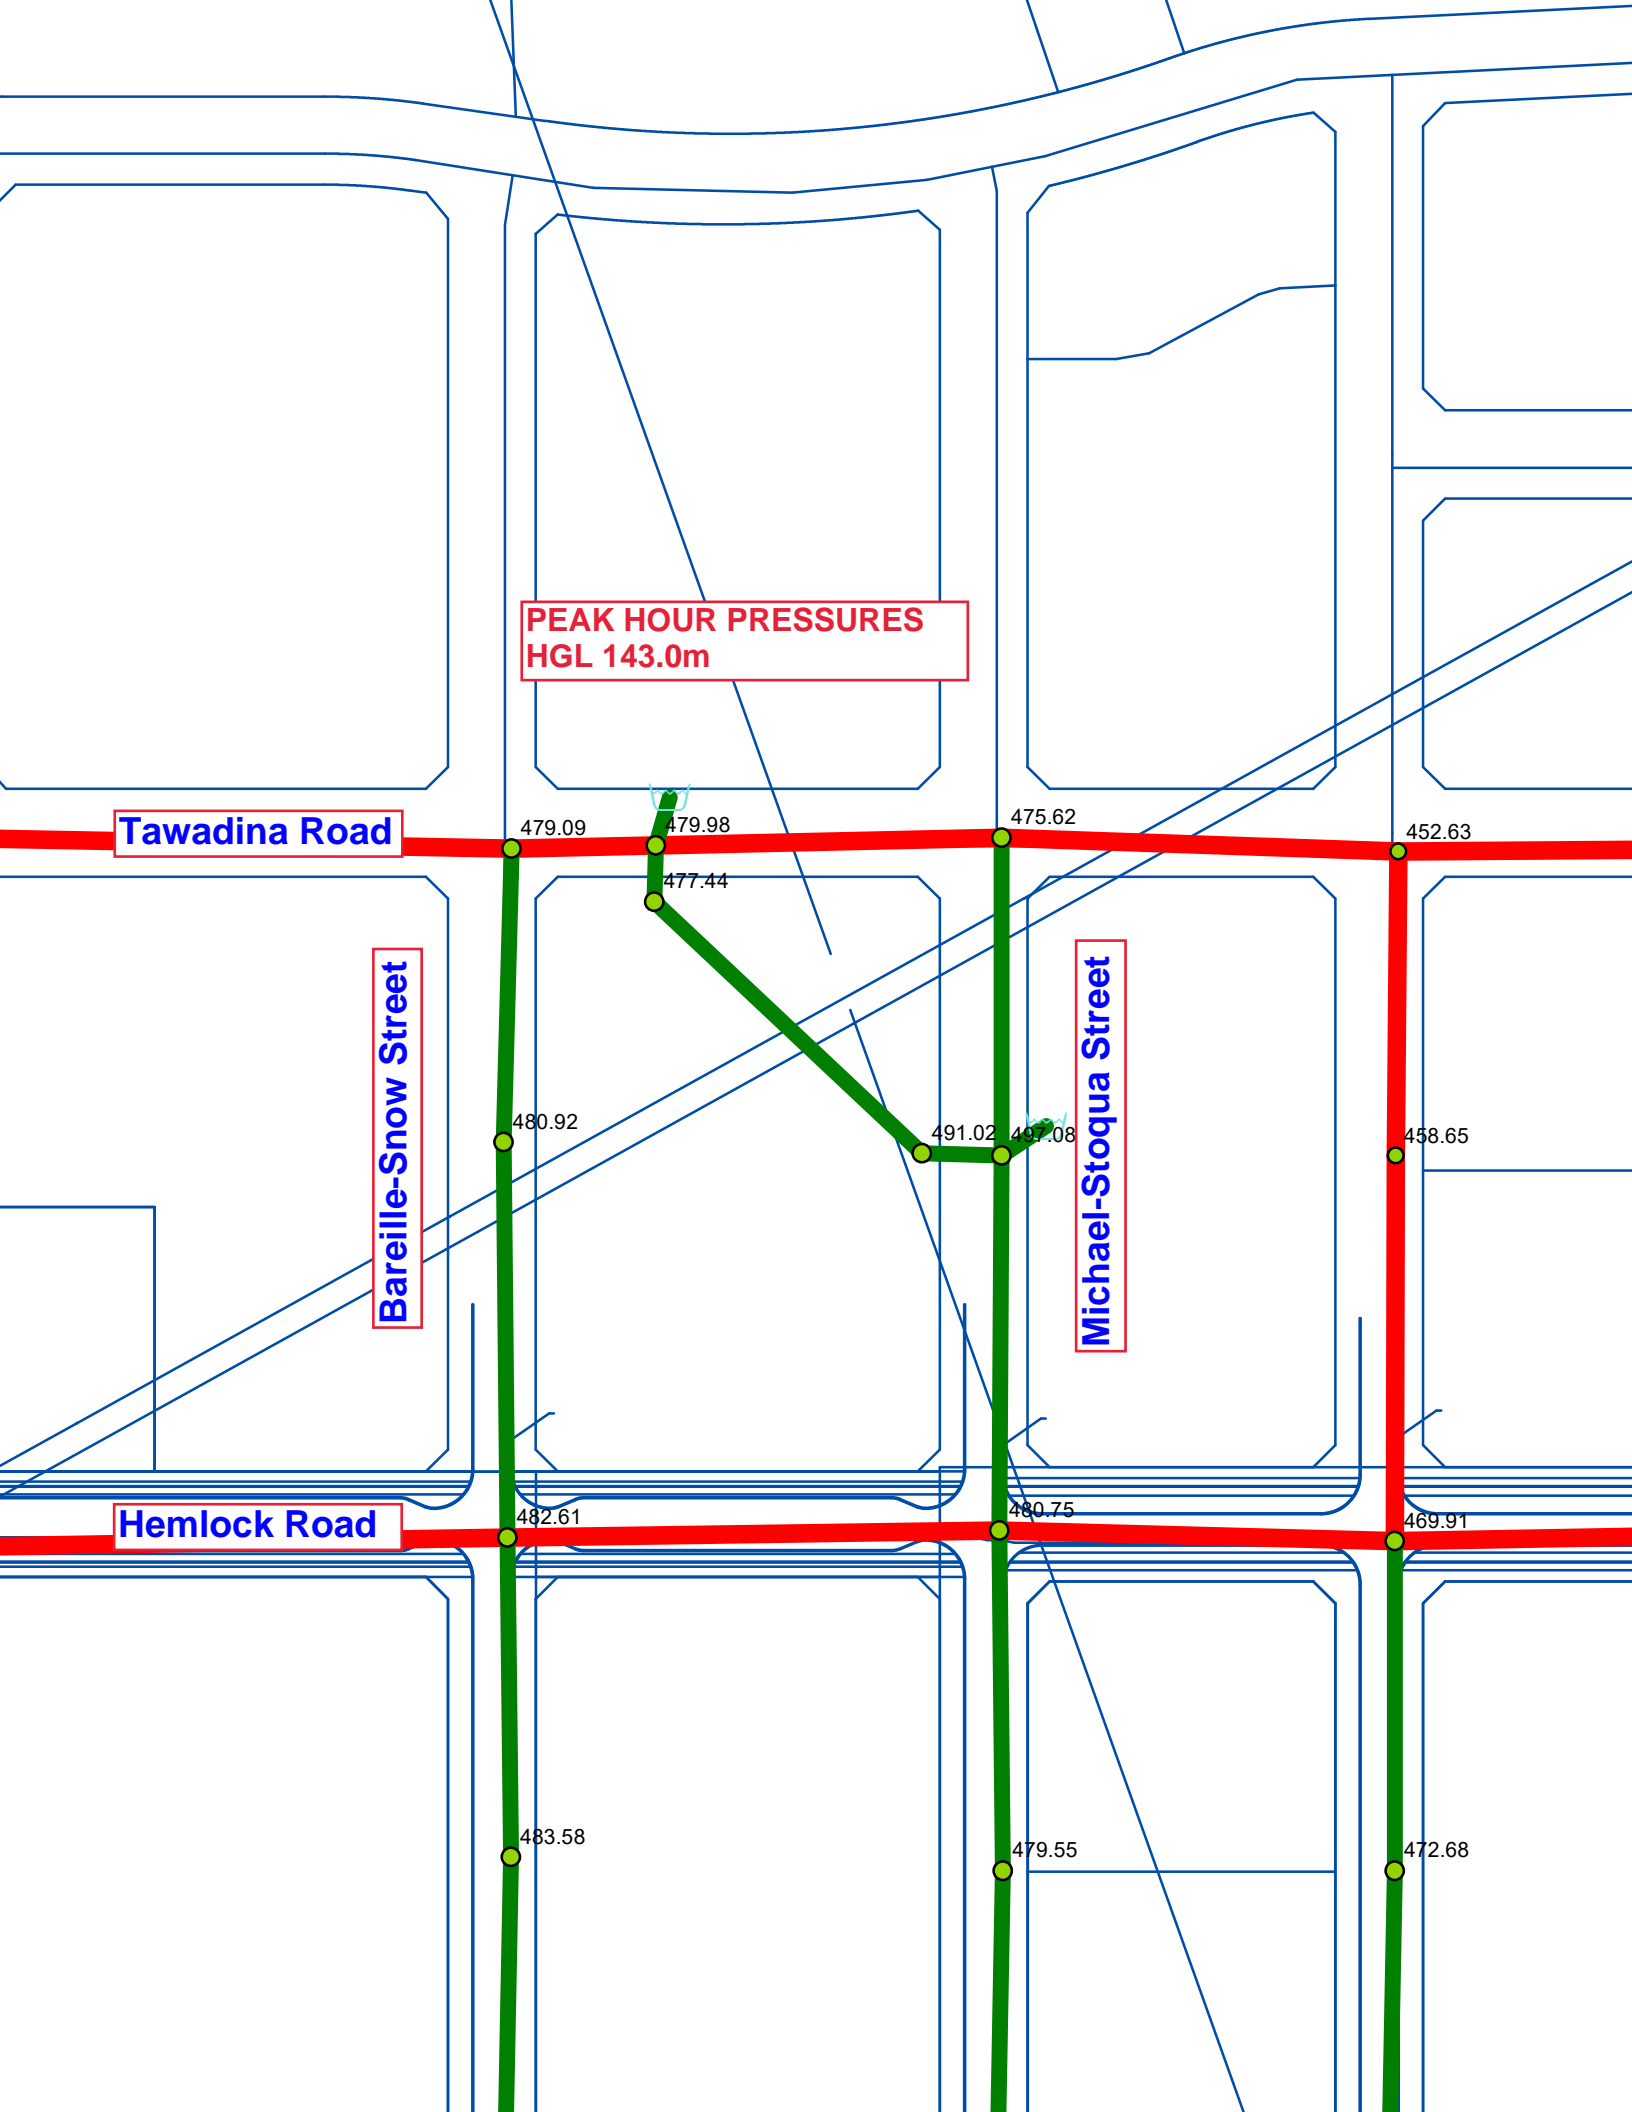 PEAK HOUR PRESSURES
HGL 143.0m
475.62
479.98
479.09
452.63
Tawadina Road
477.44
Bareille-Snow Street
Michael-Stoqua Street
480.92
491.02
497.08
458.65
482.61
480.75
469.91
Hemlock Road
483.58
479.55
472.68